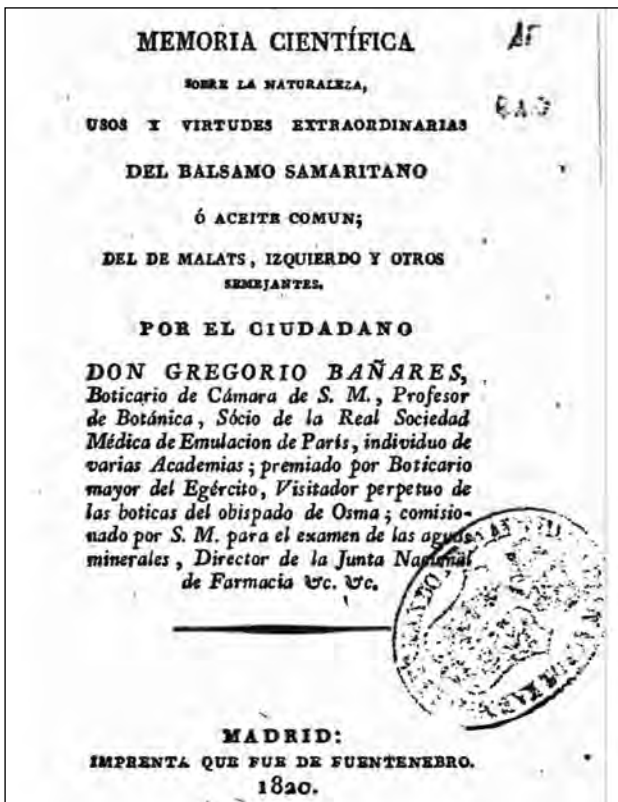 MEMORIA CIENTÍFICA
SOBRE LA NATURALEZA,
USOS Y VIRTUDES EXTRAORDINARIAS
DEL BALSAMO SAMARITANO
Ó ACEITE COMUN;
DEL DE MALATS, IZQUIERDO Y OTROS
SEMEJANTES.
POR EL CIUDADANO
DON GREGORIO BAÑARES,
Boticario de Cámara de S. M., Profesor
de Botánica, Sócio de la Real Sociedad
Médica de Emulacion de París, individuo de
varias Academias; premiado por Boticario
mayor del Egército, Visitador perpetuo de
las boticas del obispado de Osma; comisio-
nado por S. M. para el examen de las aguas
minerales, Director de la Junta Nacional
de Farmacia &c. &c.
MADRID:
IMPRENTA QUE FUE DE FUENTENEBRO.
1820.